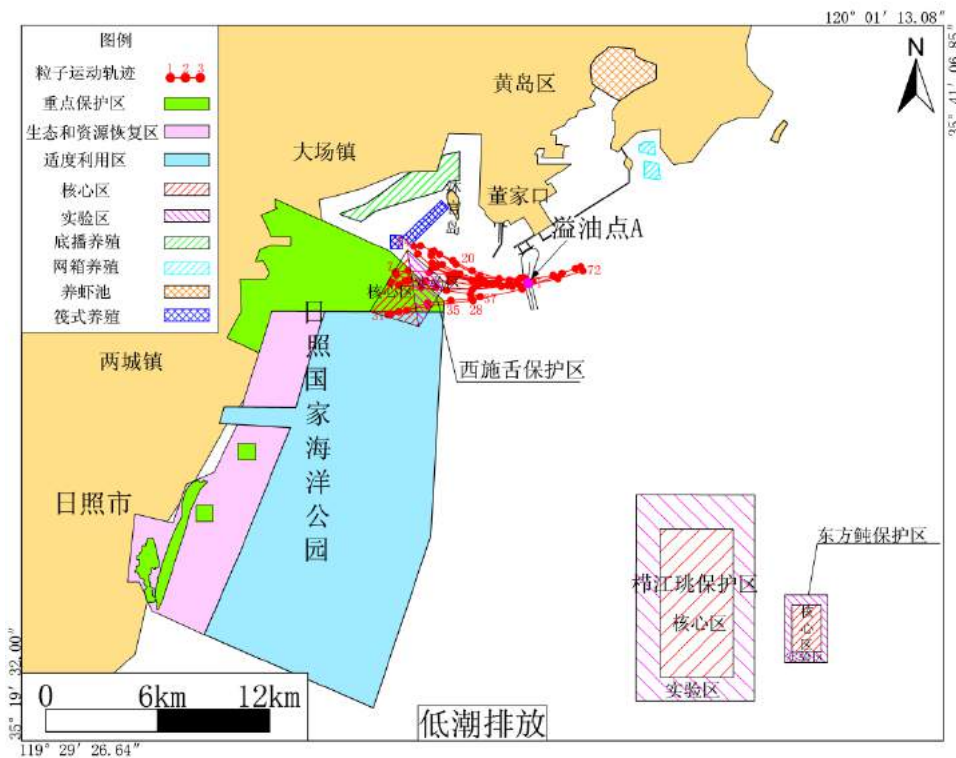 120° 01′ 13.08″
35° 41′ 06.85″
N
图例
粒子运动轨迹
1 2 3
重点保护区
生态和资源恢复区
适度利用区
核心区
实验区
底播养殖
网箱养殖
养虾池
筏式养殖
黄岛区
大场镇
董家口
溢油点A
20
72
37
28
35
31
核心区
西施舌保护区
两城镇
日照国家海洋公园
日照市
东方鲀保护区
栉江珧保护区
核心区
实验区
核心区
实验区
低潮排放
0 6km 12km
35° 19′ 32.00″
119° 29′ 26.64″